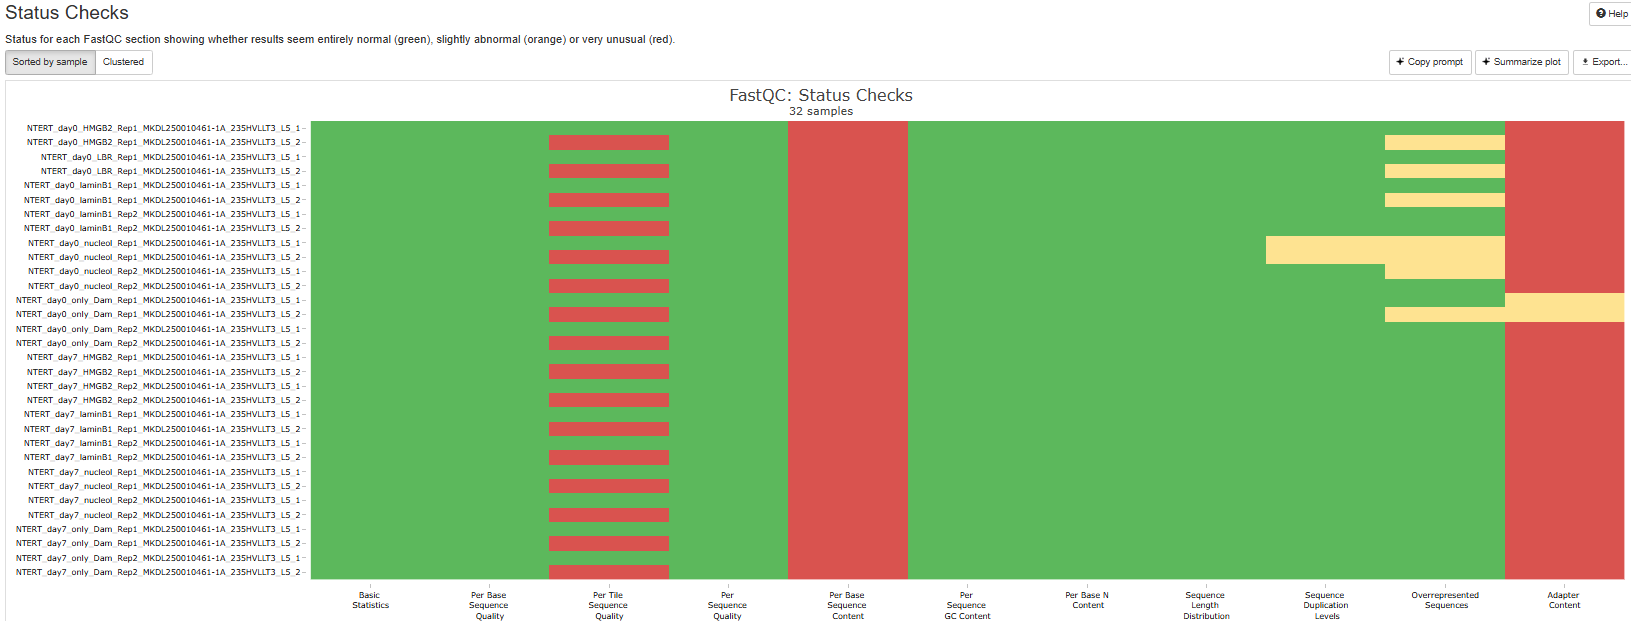 Status Checks
Help
Status for each FastQC section showing whether results seem entirely normal (green), slightly abnormal (orange) or very unusual (red).
Sorted by sample Clustered
Copy prompt Summarize plot Export...
FastQC: Status Checks
32 samples
NTERT_day0_HMGB2_Rep1_MKDL250010461-1A_235HVLLT3_L5_1
NTERT_day0_HMGB2_Rep1_MKDL250010461-1A_235HVLLT3_L5_2
NTERT_day0_LBR_Rep1_MKDL250010461-1A_235HVLLT3_L5_1
NTERT_day0_LBR_Rep1_MKDL250010461-1A_235HVLLT3_L5_2
NTERT_day0_laminB1_Rep1_MKDL250010461-1A_235HVLLT3_L5_1
NTERT_day0_laminB1_Rep1_MKDL250010461-1A_235HVLLT3_L5_2
NTERT_day0_laminB1_Rep2_MKDL250010461-1A_235HVLLT3_L5_1
NTERT_day0_laminB1_Rep2_MKDL250010461-1A_235HVLLT3_L5_2
NTERT_day0_nucleol_Rep1_MKDL250010461-1A_235HVLLT3_L5_1
NTERT_day0_nucleol_Rep1_MKDL250010461-1A_235HVLLT3_L5_2
NTERT_day0_nucleol_Rep2_MKDL250010461-1A_235HVLLT3_L5_1
NTERT_day0_nucleol_Rep2_MKDL250010461-1A_235HVLLT3_L5_2
NTERT_day0_only_Dam_Rep1_MKDL250010461-1A_235HVLLT3_L5_1
NTERT_day0_only_Dam_Rep1_MKDL250010461-1A_235HVLLT3_L5_2
NTERT_day0_only_Dam_Rep2_MKDL250010461-1A_235HVLLT3_L5_1
NTERT_day0_only_Dam_Rep2_MKDL250010461-1A_235HVLLT3_L5_2
NTERT_day7_HMGB2_Rep1_MKDL250010461-1A_235HVLLT3_L5_1
NTERT_day7_HMGB2_Rep1_MKDL250010461-1A_235HVLLT3_L5_2
NTERT_day7_HMGB2_Rep2_MKDL250010461-1A_235HVLLT3_L5_1
NTERT_day7_HMGB2_Rep2_MKDL250010461-1A_235HVLLT3_L5_2
NTERT_day7_laminB1_Rep1_MKDL250010461-1A_235HVLLT3_L5_1
NTERT_day7_laminB1_Rep1_MKDL250010461-1A_235HVLLT3_L5_2
NTERT_day7_laminB1_Rep2_MKDL250010461-1A_235HVLLT3_L5_1
NTERT_day7_laminB1_Rep2_MKDL250010461-1A_235HVLLT3_L5_2
NTERT_day7_nucleol_Rep1_MKDL250010461-1A_235HVLLT3_L5_1
NTERT_day7_nucleol_Rep1_MKDL250010461-1A_235HVLLT3_L5_2
NTERT_day7_nucleol_Rep2_MKDL250010461-1A_235HVLLT3_L5_1
NTERT_day7_nucleol_Rep2_MKDL250010461-1A_235HVLLT3_L5_2
NTERT_day7_only_Dam_Rep1_MKDL250010461-1A_235HVLLT3_L5_1
NTERT_day7_only_Dam_Rep1_MKDL250010461-1A_235HVLLT3_L5_2
NTERT_day7_only_Dam_Rep2_MKDL250010461-1A_235HVLLT3_L5_1
NTERT_day7_only_Dam_Rep2_MKDL250010461-1A_235HVLLT3_L5_2
Basic
Statistics
Per Base
Sequence
Quality
Per Tile
Sequence
Quality
Per
Sequence
Quality
Per Base
Sequence
Content
Per
Sequence
GC Content
Per Base N
Content
Sequence
Length
Distribution
Sequence
Duplication
Levels
Overrepresented
Sequences
Adapter
Content